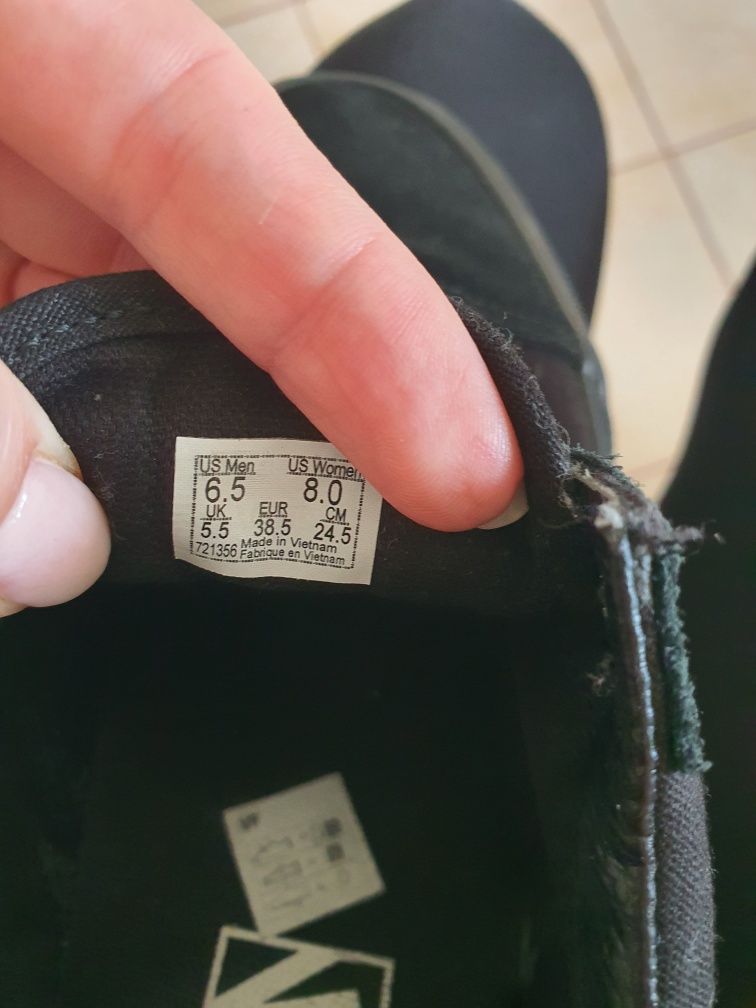 US Men US Women
6.5 8.0
UK EUR CM
5.5 38.5 24.5
721356 Made in Vietnam
Fabrique en Vietnam